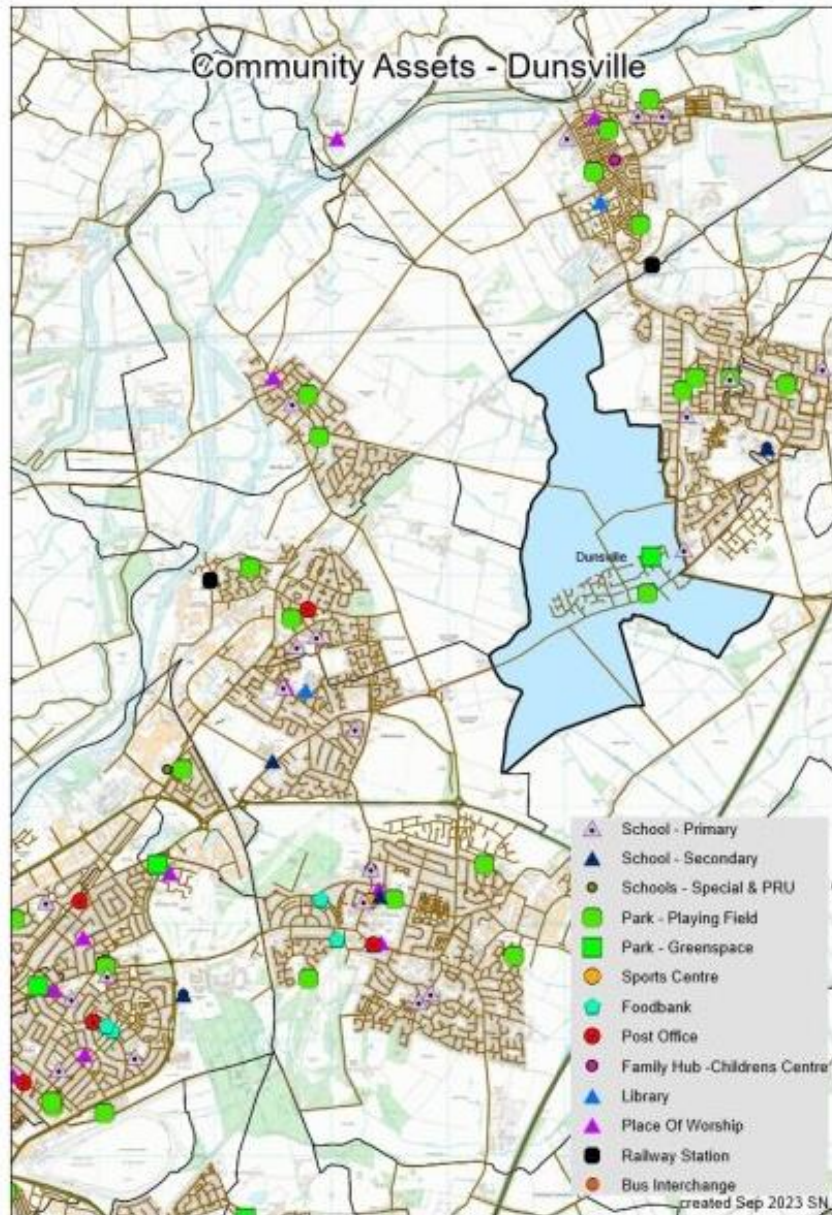 Community Assets - Dunsville
Dunsville
School - Primary
School - Secondary
Schools - Special & PRU
Park - Playing Field
Park - Greenspace
Sports Centre
Foodbank
Post Office
Family Hub -Childrens Centre
Library
Place Of Worship
Railway Station
Bus Interchange
created Sep 2023 SN